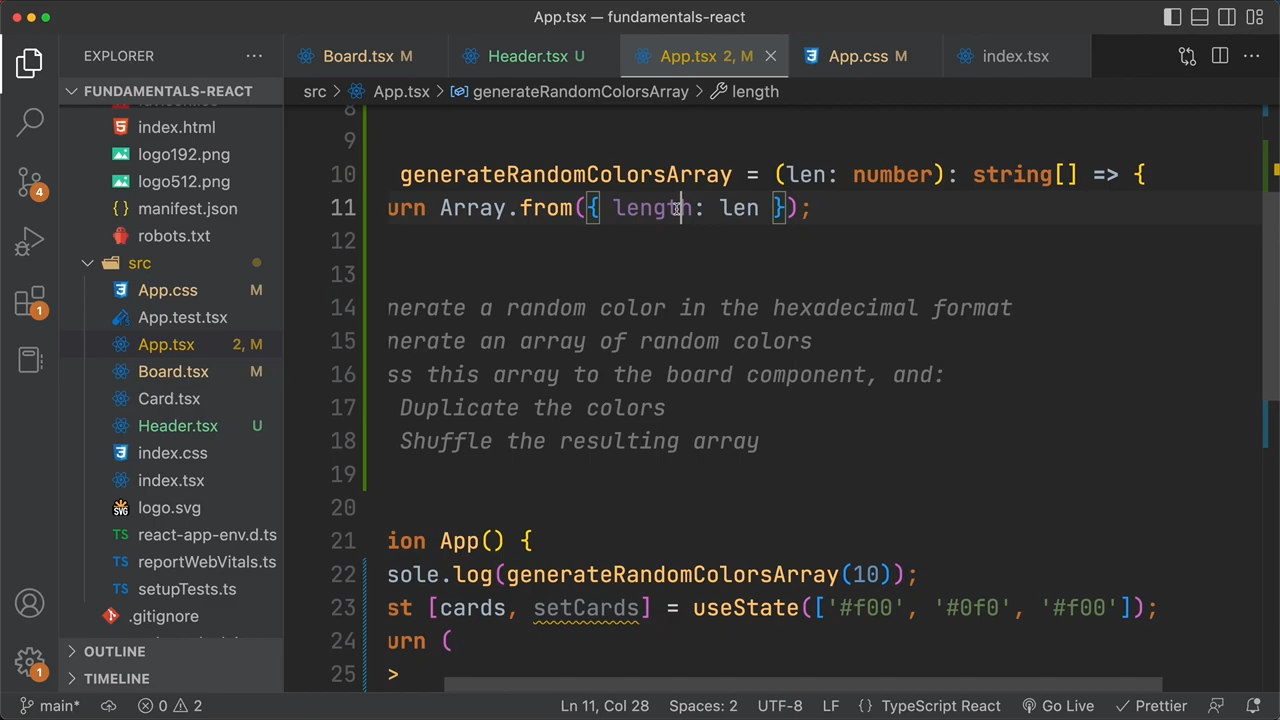 App.tsx — fundamentals-react
EXPLORER ···
Board.tsx M
Header.tsx U
App.tsx 2, M
App.css M
index.tsx
···
FUNDAMENTALS-REACT
src > App.tsx > generateRandomColorsArray > length
index.html
logo192.png
logo512.png
manifest.json
robots.txt
src
App.css M
App.test.tsx
App.tsx 2, M
Board.tsx M
Card.tsx
Header.tsx U
index.css
index.tsx
logo.svg
react-app-env.d.ts
reportWebVitals.ts
setupTests.ts
.gitignore
OUTLINE
TIMELINE
4
1
1
8
9
10 generateRandomColorsArray = (len: number): string[] => {
11 urn Array.from({ length: len });
12
13
14 nerate a random color in the hexadecimal format
15 nerate an array of random colors
16 ss this array to the board component, and:
17 Duplicate the colors
18 Shuffle the resulting array
19
20
21 ion App() {
22 sole.log(generateRandomColorsArray(10));
23 st [cards, setCards] = useState(['#f00', '#0f0', '#f00']);
24 urn (
25 >
main* 0 2 Ln 11, Col 28 Spaces: 2 UTF-8 LF {} TypeScript React Go Live Prettier